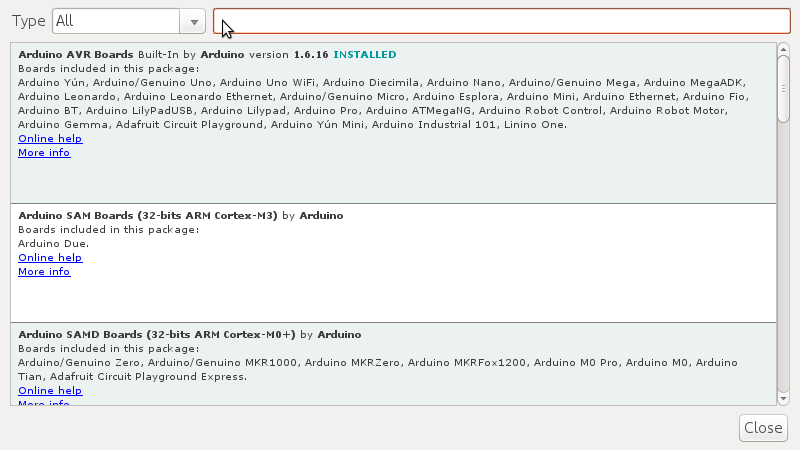 Type All
Arduino AVR Boards Built-In by Arduino version 1.6.16 INSTALLED
Boards included in this package:
Arduino Yún, Arduino/Genuino Uno, Arduino Uno WiFi, Arduino Diecimila, Arduino Nano, Arduino/Genuino Mega, Arduino MegaADK,
Arduino Leonardo, Arduino Leonardo Ethernet, Arduino/Genuino Micro, Arduino Esplora, Arduino Mini, Arduino Ethernet, Arduino Fio,
Arduino BT, Arduino LilyPadUSB, Arduino Lilypad, Arduino Pro, Arduino ATMegaNG, Arduino Robot Control, Arduino Robot Motor,
Arduino Gemma, Adafruit Circuit Playground, Arduino Yún Mini, Arduino Industrial 101, Linino One.
Online help
More info
Arduino SAM Boards (32-bits ARM Cortex-M3) by Arduino
Boards included in this package:
Arduino Due.
Online help
More info
Arduino SAMD Boards (32-bits ARM Cortex-M0+) by Arduino
Boards included in this package:
Arduino/Genuino Zero, Arduino/Genuino MKR1000, Arduino MKRZero, Arduino MKRFox1200, Arduino M0 Pro, Arduino M0, Arduino
Tian, Adafruit Circuit Playground Express.
Online help
More info
Close